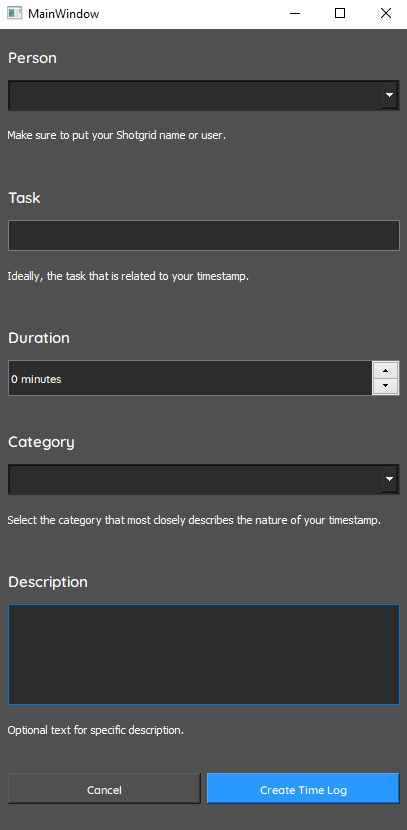 MainWindow
Person
Make sure to put your Shotgrid name or user.
Task
Ideally, the task that is related to your timestamp.
Duration
0 minutes
Category
Select the category that most closely describes the nature of your timestamp.
Description
Optional text for specific description.
Cancel
Create Time Log